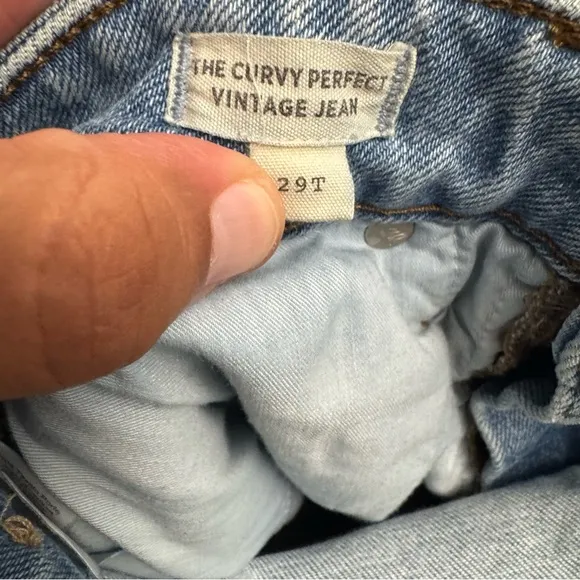 THE CURVY PERFECT
VINTAGE JEAN
29T